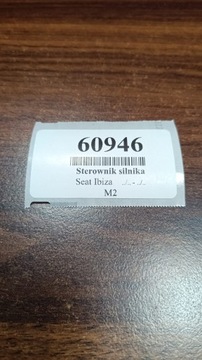 60946
Sterownik silnika
Seat Ibiza ../.. - ../..
M2